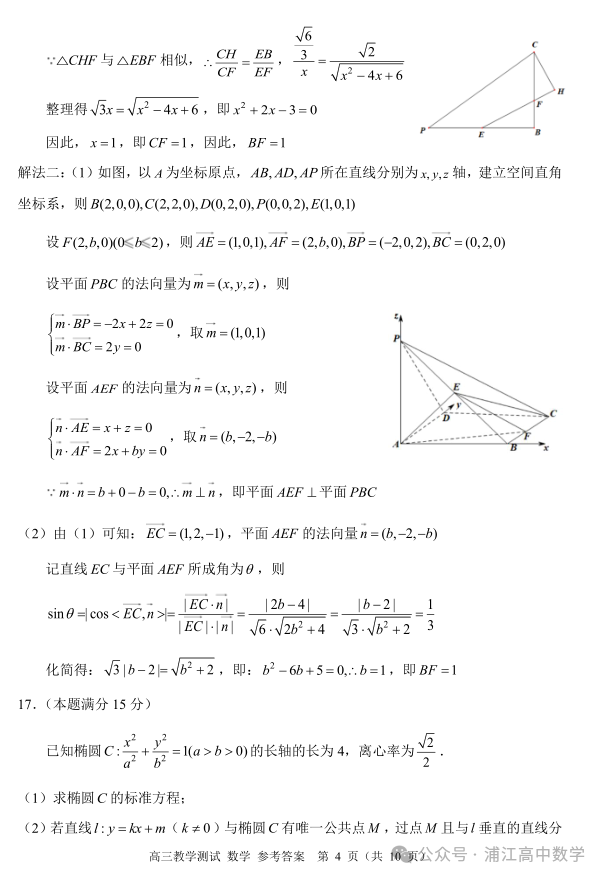 ∵△CHF 与 △EBF 相似，∴ CH/CF = EB/EF ， (√6/3)/x = √2/√(x²−4x+6)
整理得 √3x = √(x²−4x+6) ，即 x²+2x−3=0
因此， x=1，即 CF=1，因此， BF=1
C
H
F
P
E
B
解法二：（1）如图，以 A 为坐标原点， AB, AD, AP 所在直线分别为 x, y, z 轴，建立空间直角
坐标系，则 B(2,0,0), C(2,2,0), D(0,2,0), P(0,0,2), E(1,0,1)
设 F(2,b,0)(0⩽b⩽2)，则 AE→=(1,0,1), AF→=(2,b,0), BP→=(−2,0,2), BC→=(0,2,0)
设平面 PBC 的法向量为 m→=(x,y,z)，则
{m→·BP→=−2x+2z=0
m→·BC→=2y=0 ，取 m→=(1,0,1)
设平面 AEF 的法向量为 n→=(x,y,z)，则
{n→·AE→=x+z=0
n→·AF→=2x+by=0 ，取 n→=(b,−2,−b)
z
P
E
y
D
C
F
A
B
x
∵ m→·n→=b+0−b=0,∴m→⊥n→，即平面 AEF⊥平面 PBC
（2）由（1）可知： EC→=(1,2,−1)，平面 AEF 的法向量 n→=(b,−2,−b)
记直线 EC 与平面 AEF 所成角为 θ ，则
sinθ=|cos<EC→,n→>|= |EC→·n→|/(|EC→|·|n→|) = |2b−4|/(√6·√(2b²+4)) = |b−2|/(√3·√(b²+2)) = 1/3
化简得： √3|b−2|=√(b²+2) ，即： b²−6b+5=0,∴b=1，即 BF=1
17．（本题满分 15 分）
已知椭圆 C: x²/a² + y²/b² =1(a>b>0) 的长轴的长为 4，离心率为 √2/2 ．
（1）求椭圆 C 的标准方程；
（2）若直线 l:y=kx+m（k≠0）与椭圆 C 有唯一公共点 M ，过点 M 且与 l 垂直的直线分
高三教学测试 数学 参考答案 第 4 页（共 10 页）
公众号·浦江高中数学